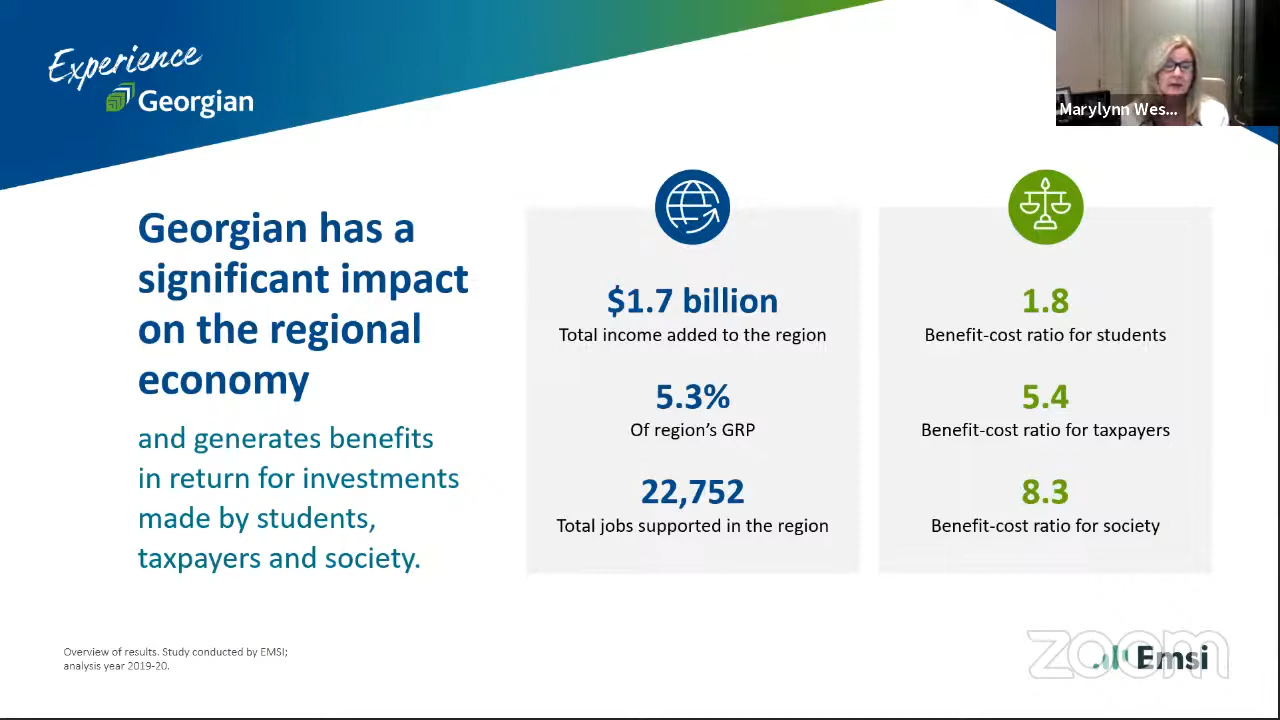 Experience
Georgian
Marylynn Wes...
Georgian has a
significant impact
on the regional
economy
and generates benefits
in return for investments
made by students,
taxpayers and society.
$1.7 billion
Total income added to the region
5.3%
Of region's GRP
22,752
Total jobs supported in the region
1.8
Benefit-cost ratio for students
5.4
Benefit-cost ratio for taxpayers
8.3
Benefit-cost ratio for society
Overview of results. Study conducted by EMSI;
analysis year 2019-20.
zoom
Emsi